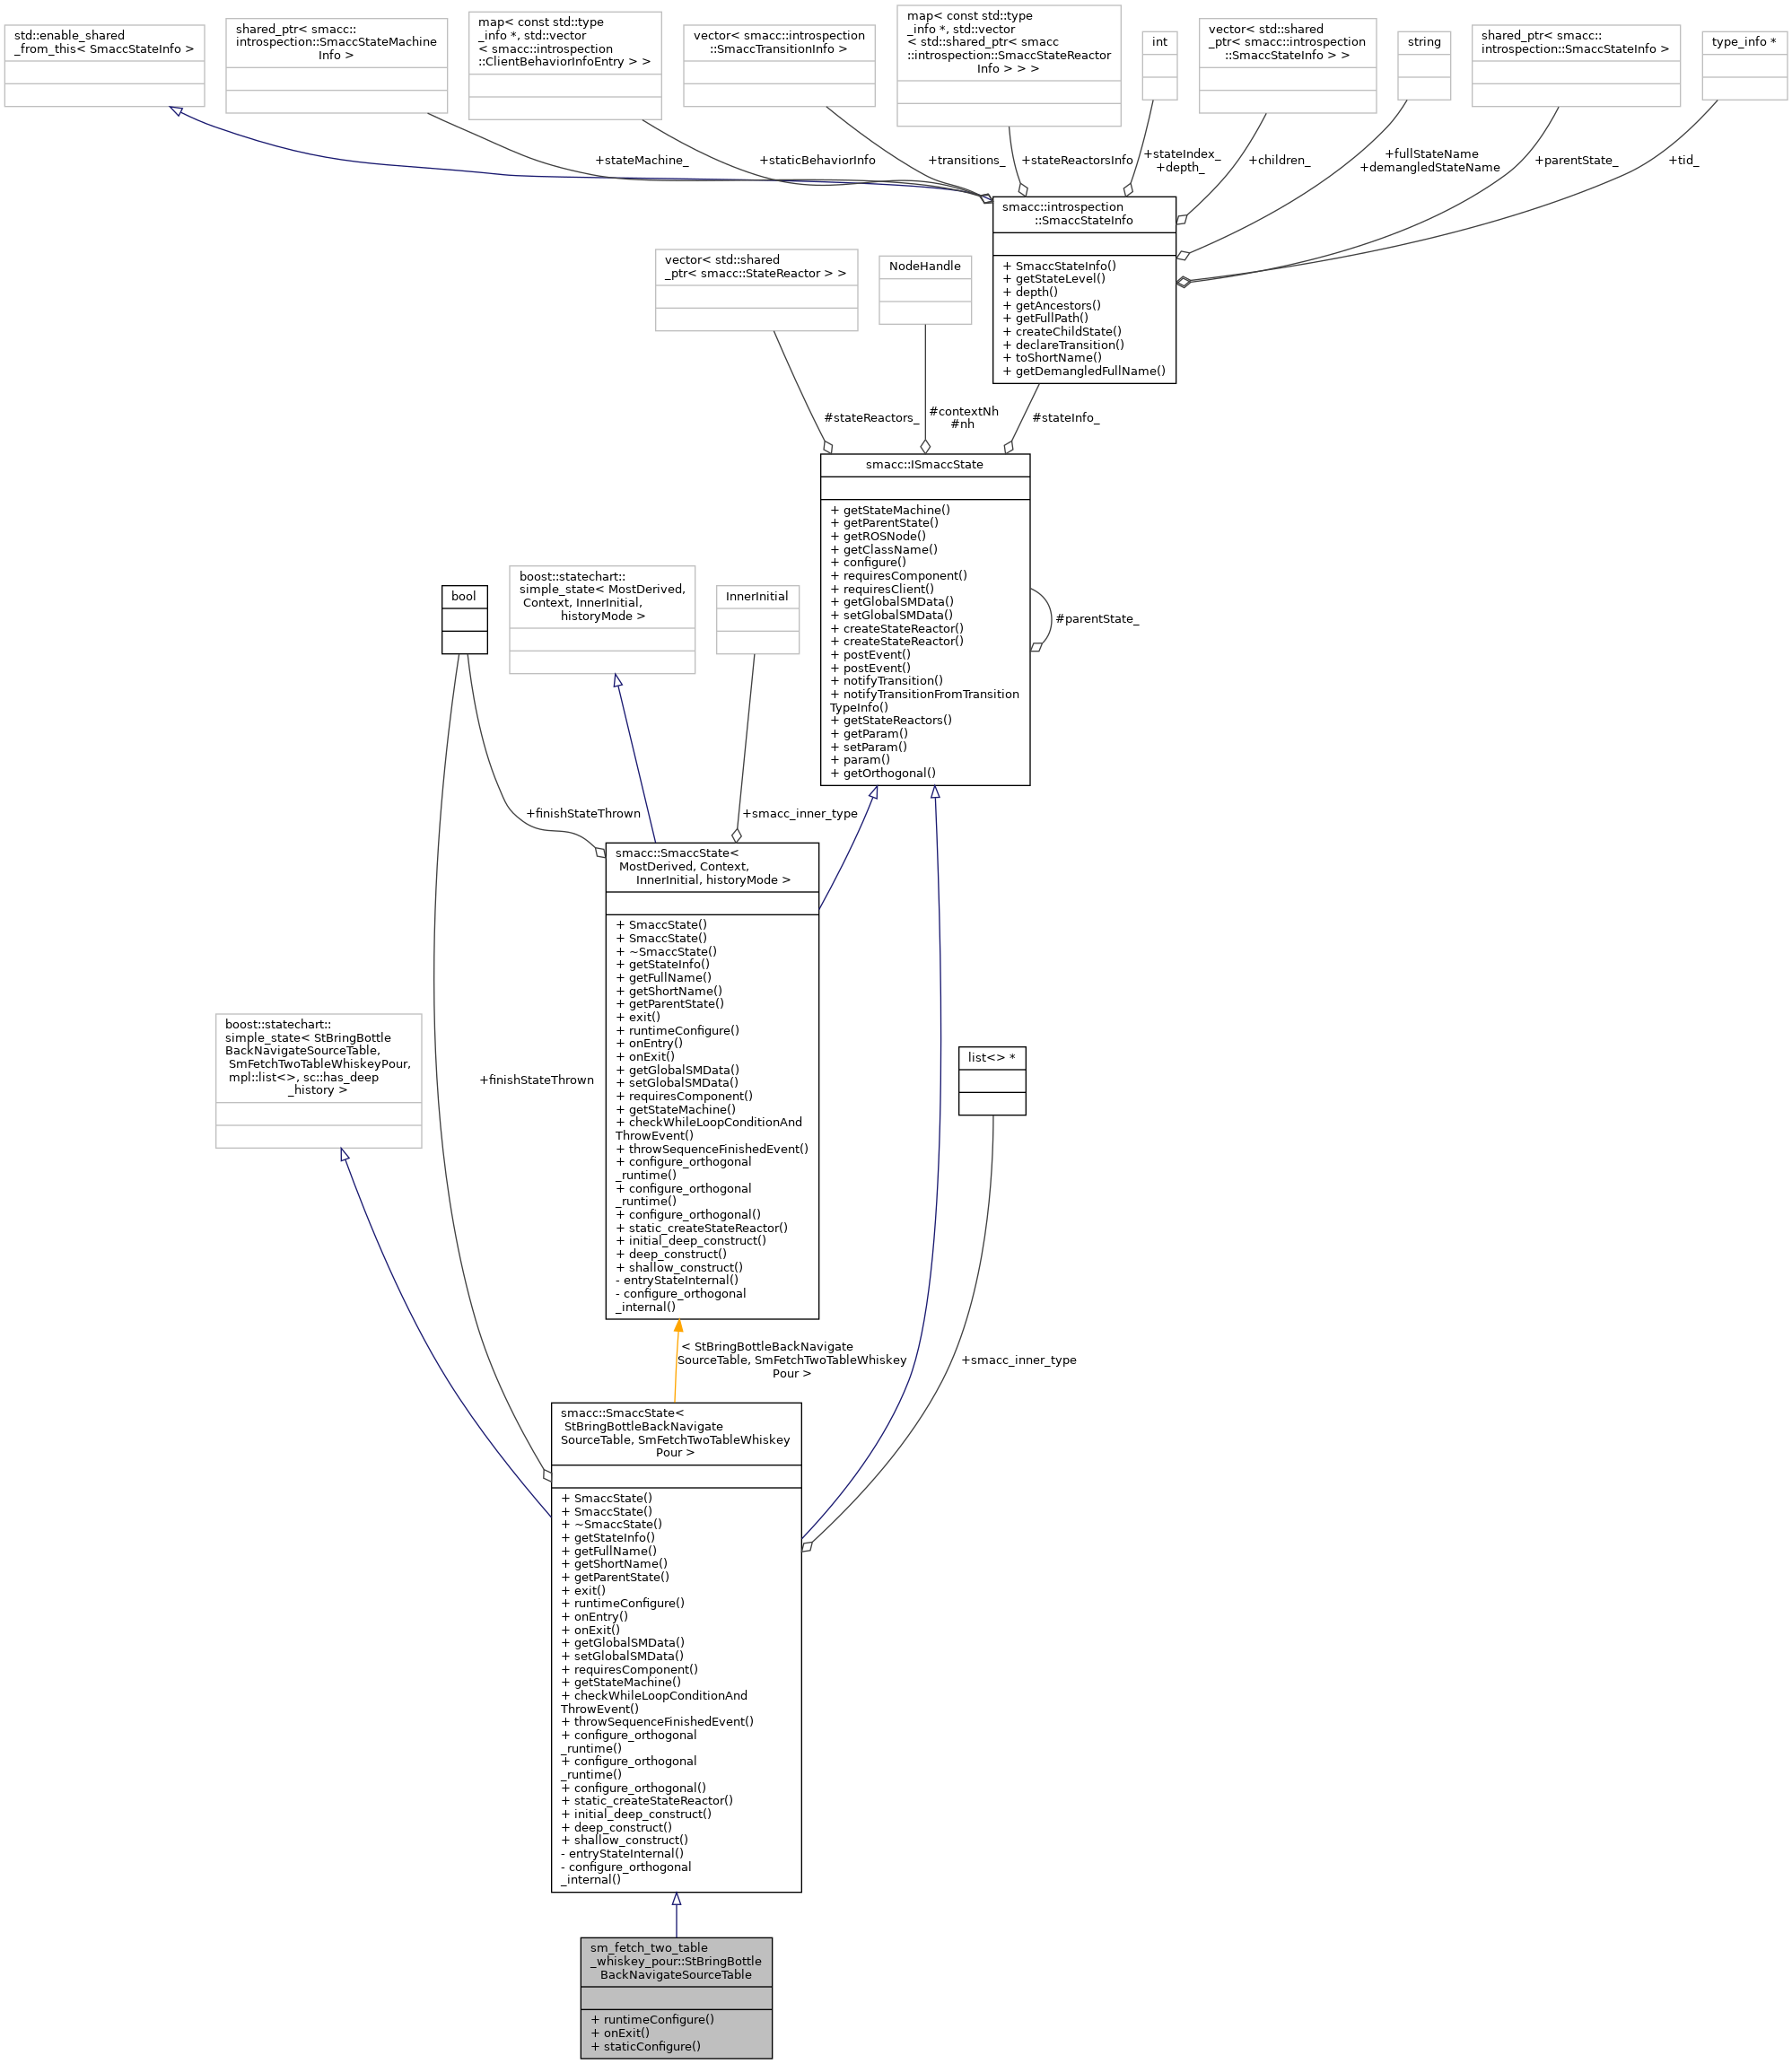 std::enable_shared
_from_this< SmaccStateInfo >
shared_ptr< smacc::
introspection::SmaccStateMachine
Info >
map< const std::type
_info *, std::vector
< smacc::introspection
::ClientBehaviorInfoEntry > >
vector< smacc::introspection
::SmaccTransitionInfo >
map< const std::type
_info *, std::vector
< std::shared_ptr< smacc
::introspection::SmaccStateReactor
Info > > >
int
vector< std::shared
_ptr< smacc::introspection
::SmaccStateInfo > >
string
shared_ptr< smacc::
introspection::SmaccStateInfo >
type_info *
+stateMachine_
+staticBehaviorInfo
+transitions_
+stateReactorsInfo
+stateIndex_
+depth_
+children_
+fullStateName
+demangledStateName
+parentState_
+tid_
smacc::introspection
::SmaccStateInfo
+ SmaccStateInfo()
+ getStateLevel()
+ depth()
+ getAncestors()
+ getFullPath()
+ createChildState()
+ declareTransition()
+ toShortName()
+ getDemangledFullName()
vector< std::shared
_ptr< smacc::StateReactor > >
NodeHandle
#stateReactors_
#contextNh
#nh
#stateInfo_
smacc::ISmaccState
+ getStateMachine()
+ getParentState()
+ getROSNode()
+ getClassName()
+ configure()
+ requiresComponent()
+ requiresClient()
+ getGlobalSMData()
+ setGlobalSMData()
+ createStateReactor()
+ createStateReactor()
+ postEvent()
+ postEvent()
+ notifyTransition()
+ notifyTransitionFromTransition
TypeInfo()
+ getStateReactors()
+ getParam()
+ setParam()
+ param()
+ getOrthogonal()
#parentState_
bool
boost::statechart::
simple_state< MostDerived,
Context, InnerInitial,
historyMode >
InnerInitial
+finishStateThrown
+smacc_inner_type
smacc::SmaccState<
MostDerived, Context,
InnerInitial, historyMode >
+ SmaccState()
+ SmaccState()
+ ~SmaccState()
+ getStateInfo()
+ getFullName()
+ getShortName()
+ getParentState()
+ exit()
+ runtimeConfigure()
+ onEntry()
+ onExit()
+ getGlobalSMData()
+ setGlobalSMData()
+ requiresComponent()
+ getStateMachine()
+ checkWhileLoopConditionAnd
ThrowEvent()
+ throwSequenceFinishedEvent()
+ configure_orthogonal
_runtime()
+ configure_orthogonal
_runtime()
+ configure_orthogonal()
+ static_createStateReactor()
+ initial_deep_construct()
+ deep_construct()
+ shallow_construct()
- entryStateInternal()
- configure_orthogonal
_internal()
boost::statechart::
simple_state< StBringBottle
BackNavigateSourceTable,
SmFetchTwoTableWhiskeyPour,
mpl::list<>, sc::has_deep
_history >
+finishStateThrown
list<> *
< StBringBottleBackNavigate
SourceTable, SmFetchTwoTableWhiskey
Pour >
+smacc_inner_type
smacc::SmaccState<
StBringBottleBackNavigate
SourceTable, SmFetchTwoTableWhiskey
Pour >
+ SmaccState()
+ SmaccState()
+ ~SmaccState()
+ getStateInfo()
+ getFullName()
+ getShortName()
+ getParentState()
+ exit()
+ runtimeConfigure()
+ onEntry()
+ onExit()
+ getGlobalSMData()
+ setGlobalSMData()
+ requiresComponent()
+ getStateMachine()
+ checkWhileLoopConditionAnd
ThrowEvent()
+ throwSequenceFinishedEvent()
+ configure_orthogonal
_runtime()
+ configure_orthogonal
_runtime()
+ configure_orthogonal()
+ static_createStateReactor()
+ initial_deep_construct()
+ deep_construct()
+ shallow_construct()
- entryStateInternal()
- configure_orthogonal
_internal()
sm_fetch_two_table
_whiskey_pour::StBringBottle
BackNavigateSourceTable
+ runtimeConfigure()
+ onExit()
+ staticConfigure()